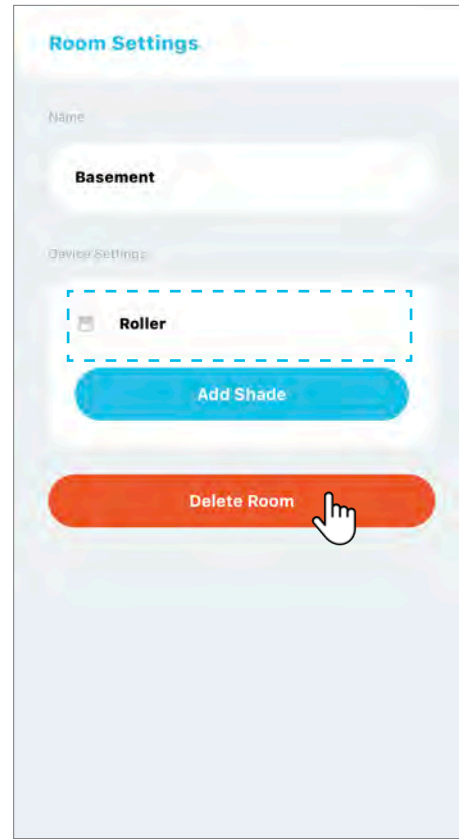 Room Settings
Name
Basement
Device Settings
Roller
Add Shade
Delete Room